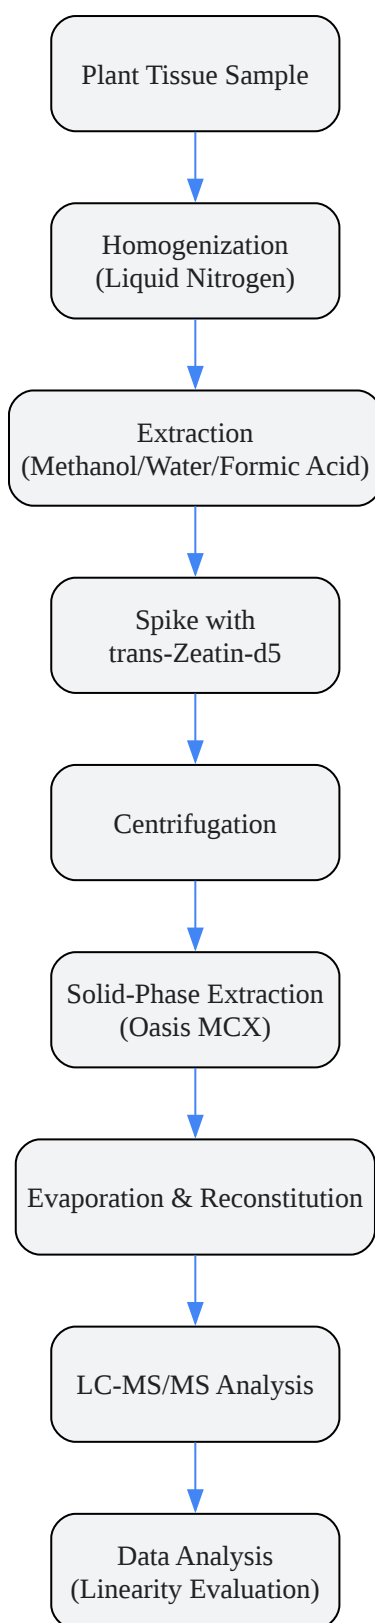 Plant Tissue Sample
Homogenization
(Liquid Nitrogen)
Extraction
(Methanol/Water/Formic Acid)
Spike with
trans-Zeatin-d5
Centrifugation
Solid-Phase Extraction
(Oasis MCX)
Evaporation & Reconstitution
LC-MS/MS Analysis
Data Analysis
(Linearity Evaluation)